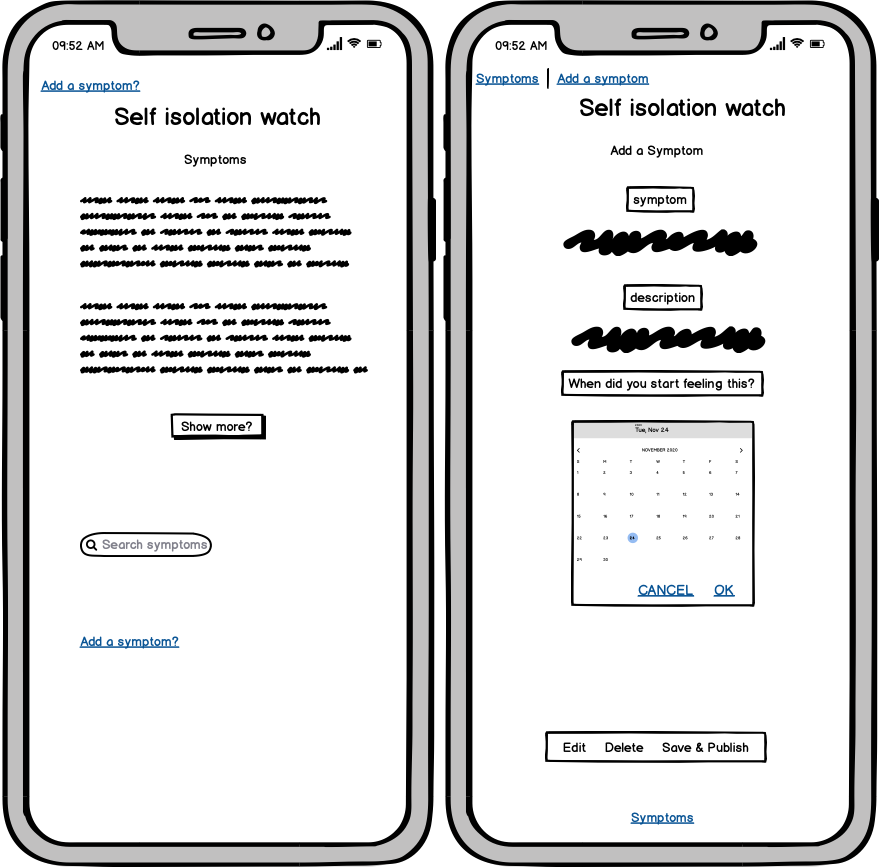 09:52 AM
Add a symptom?
Self isolation watch
Symptoms
Show more?
Search symptoms
Add a symptom?
09:52 AM
Symptoms | Add a symptom
Self isolation watch
Add a Symptom
symptom
description
When did you start feeling this?
Tue, Nov 24
NOVEMBER 2020
S M T W T F S
1 2 3 4 5 6 7
8 9 10 11 12 13 14
15 16 17 18 19 20 21
22 23 24 25 26 27 28
29 30
CANCEL OK
Edit Delete Save & Publish
Symptoms